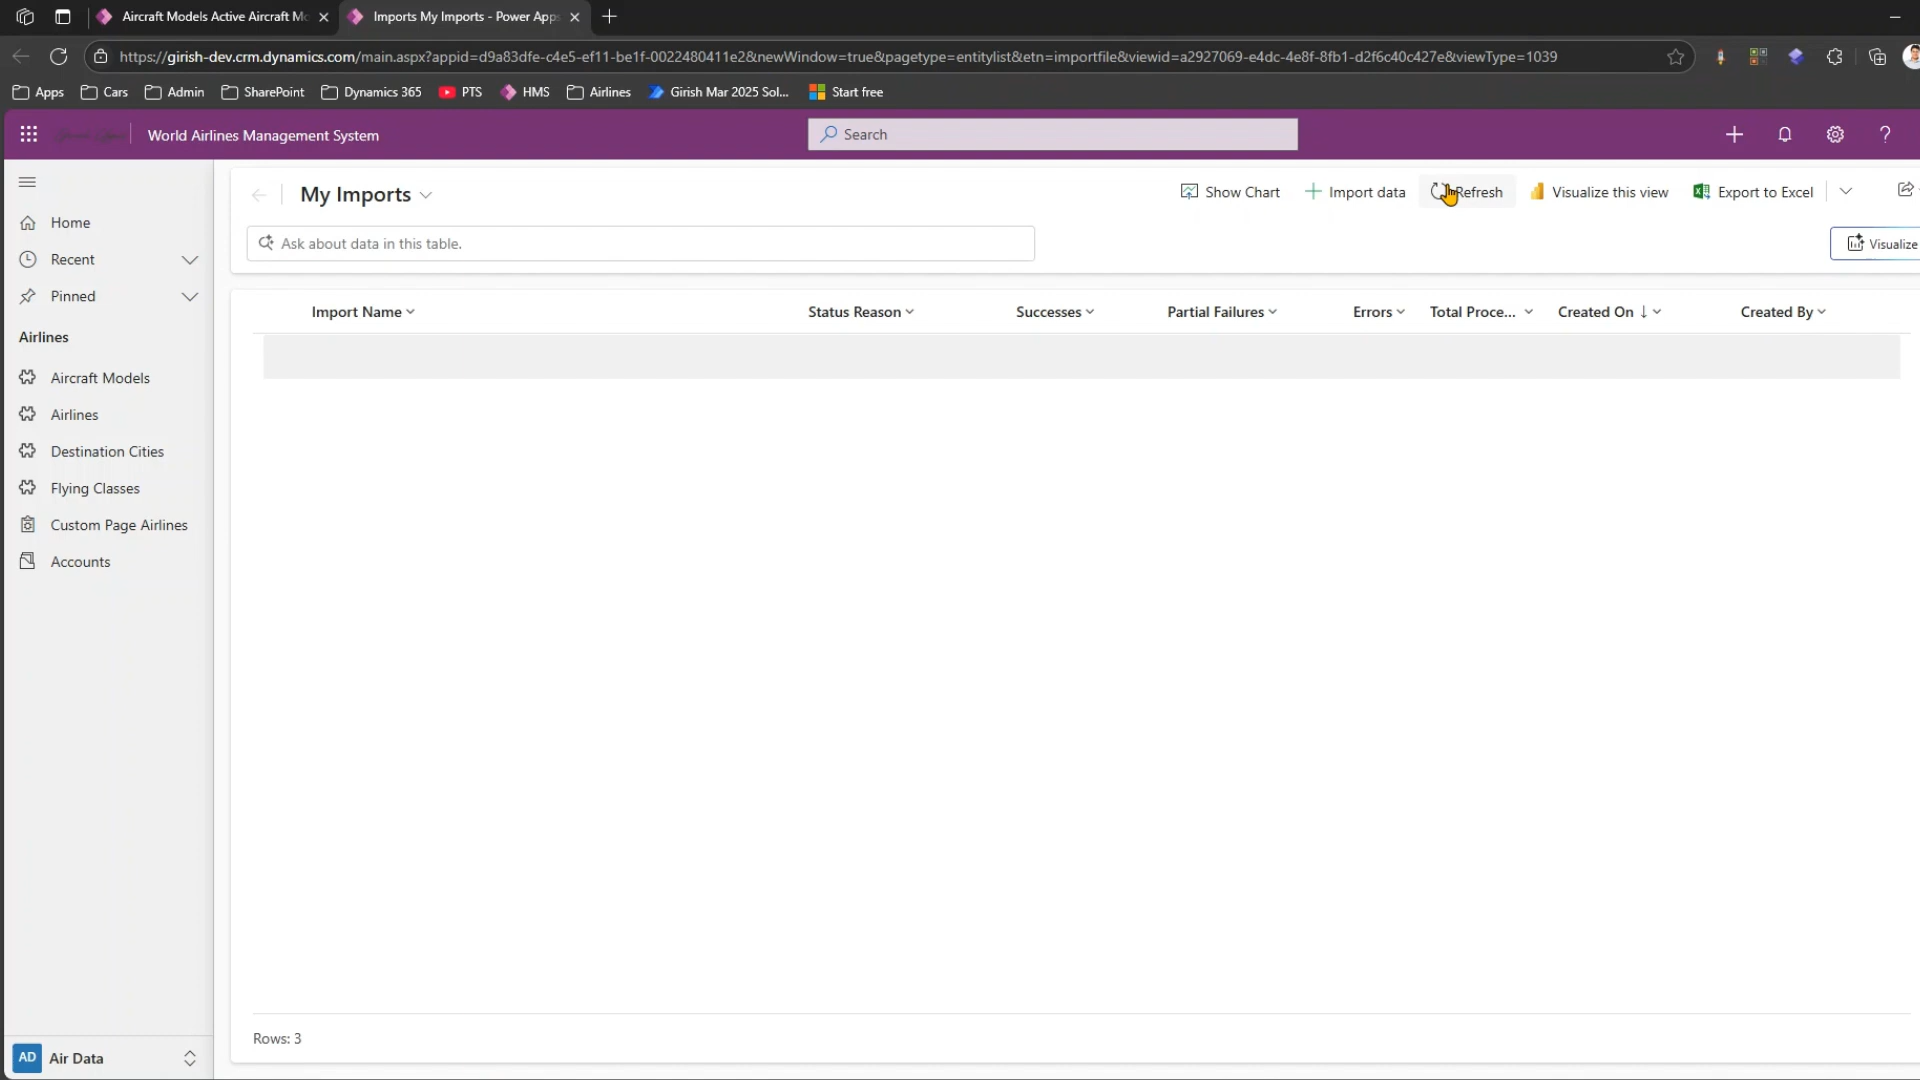 Aircraft Models Active Aircraft Mo
Imports My Imports - Power Apps
https://girish-dev.crm.dynamics.com/main.aspx?appid=d9a83dfe-c4e5-ef11-be1f-0022480411e2&newWindow=true&pagetype=entitylist&etn=importfile&viewid=a2927069-e4dc-4e8f-8fb1-d2f6c40c427e&viewType=1039
Apps Cars Admin SharePoint Dynamics 365 PTS HMS Airlines Girish Mar 2025 Sol... Start free
World Airlines Management System
Search
My Imports
Show Chart Import data Refresh Visualize this view Export to Excel
Ask about data in this table.
Visualize
Home
Recent
Pinned
Airlines
Aircraft Models
Airlines
Destination Cities
Flying Classes
Custom Page Airlines
Accounts
Import Name Status Reason Successes Partial Failures Errors Total Proce... Created On Created By
Rows: 3
AD Air Data